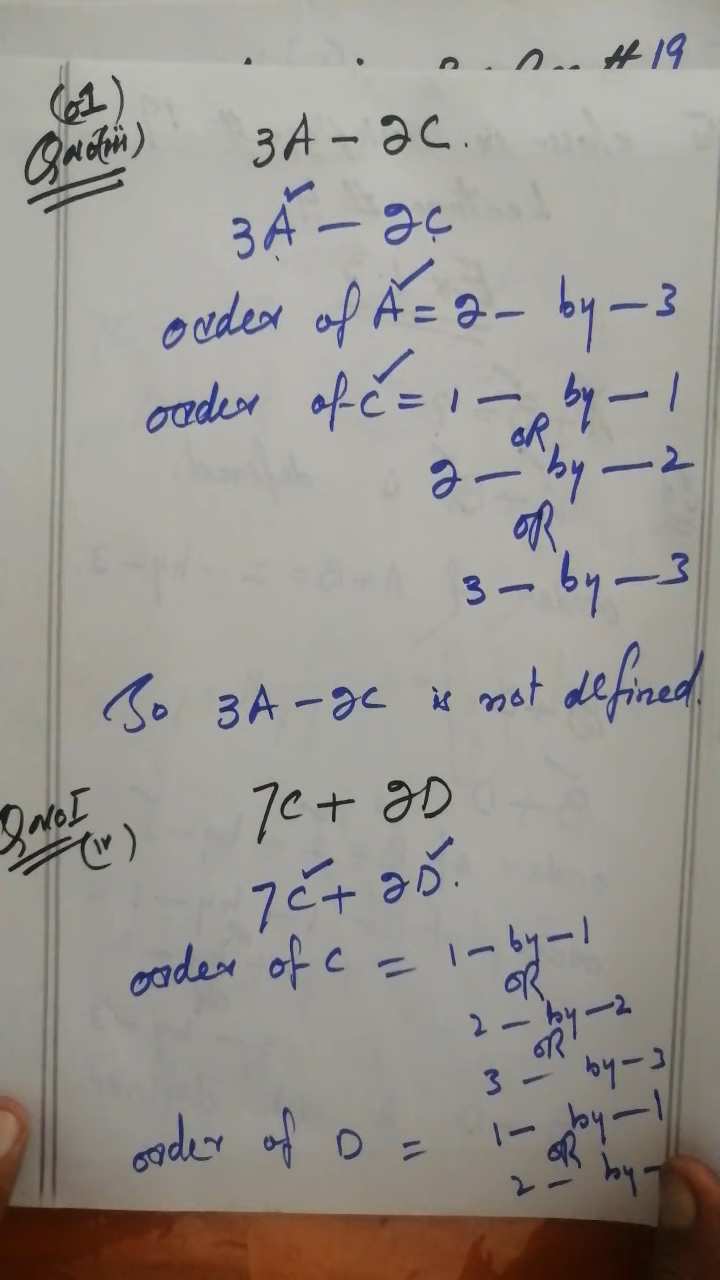 # 19
(01)
Q no (iii) 3A - 2C.
3A - 2C
order of A = 2 - by - 3
order of C = 1 - by - 1
OR
2 - by - 2
OR
3 - by - 3
So 3A - 2C is not defined.
Q no I (iv) 7C + 2D
7C + 2D.
order of C = 1 - by - 1
OR
2 - by - 2
OR
3 - by - 3
order of D = 1 - by - 1
OR
2 - by -